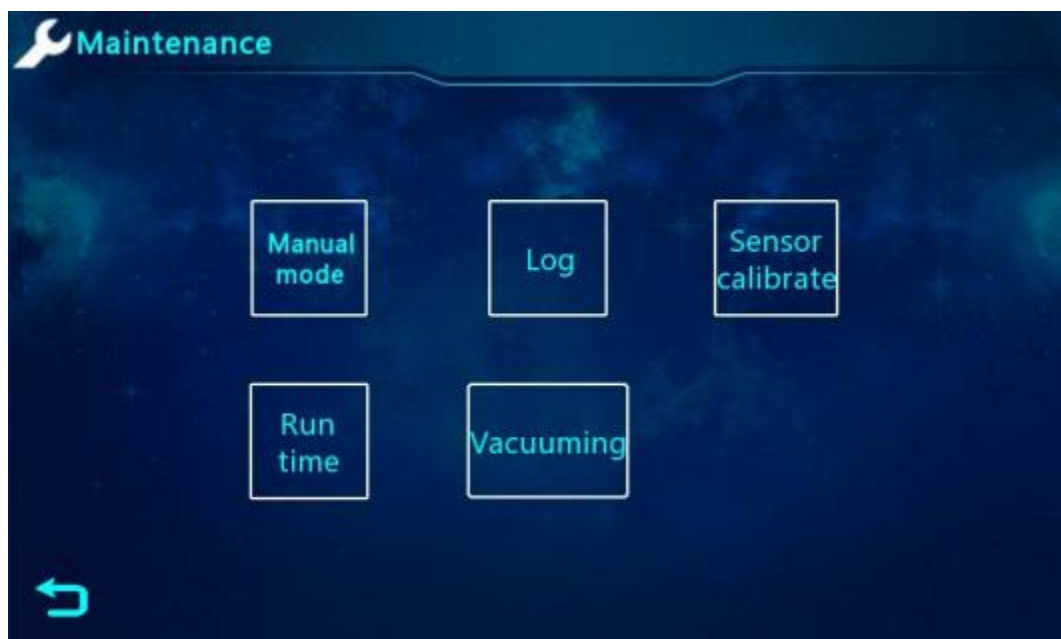 Maintenance
Manual
mode
Log
Sensor
calibrate
Run
time
Vacuuming